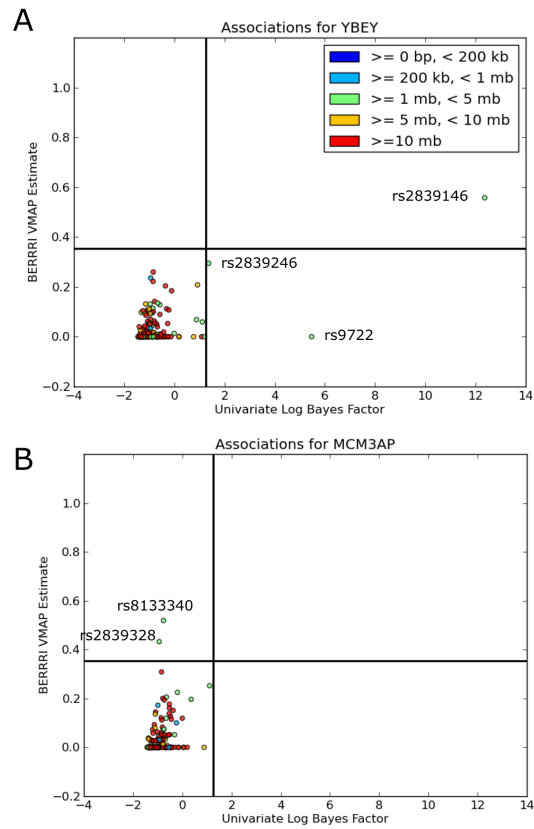 A
Associations for YBEY
>= 0 bp, < 200 kb
>= 200 kb, < 1 mb
>= 1 mb, < 5 mb
>= 5 mb, < 10 mb
>=10 mb
1.0
0.8
0.6
0.4
0.2
0.0
−0.2
BERRRI VMAP Estimate
rs2839146
rs2839246
rs9722
−4 −2 0 2 4 6 8 10 12 14
Univariate Log Bayes Factor
B
Associations for MCM3AP
1.0
0.8
0.6
0.4
0.2
0.0
−0.2
BERRRI VMAP Estimate
rs8133340
rs2839328
−4 −2 0 2 4 6 8 10 12 14
Univariate Log Bayes Factor